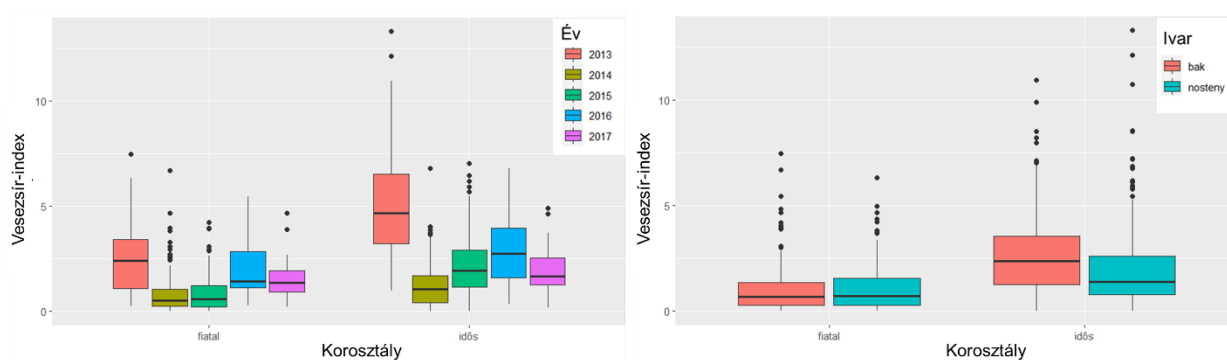 Év
2013
2014
2015
2016
2017
10
5
0
Vesezsír-index
fiatal
idős
Korosztály
Ivar
bak
nosteny
10
5
0
Vesezsír-index
fiatal
idős
Korosztály